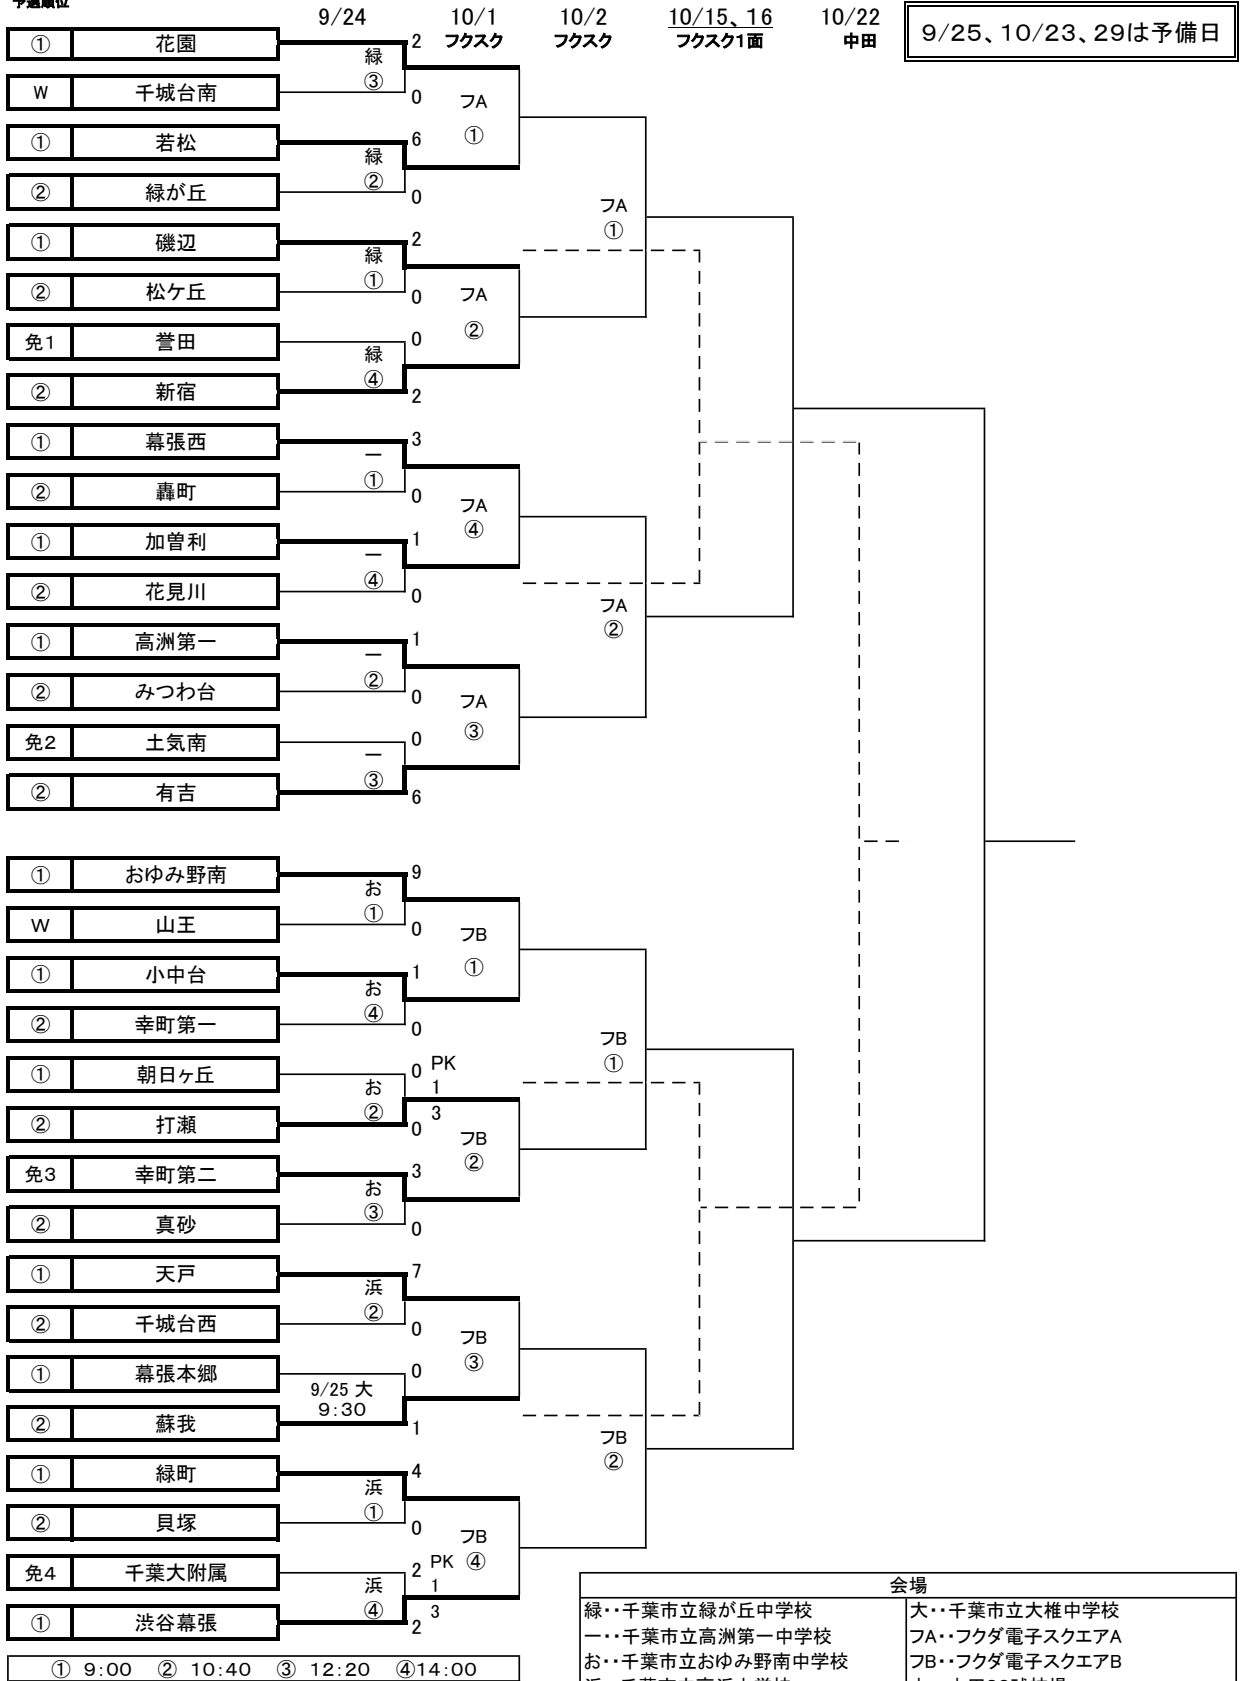 予選順位
9/24 10/1 10/2 10/15、16 10/22
フクスク フクスク フクスク1面 中田
9/25、10/23、29は予備日
① 花園 2
緑
③
W 千城台南 0
フA
①
① 若松 6
緑
②
② 緑が丘 0
フA
①
① 磯辺 2
緑
①
② 松ケ丘 0
フA
②
免1 誉田 0
緑
④
② 新宿 2
① 幕張西 3
一
①
② 轟町 0
フA
④
① 加曽利 1
一
④
② 花見川 0
フA
②
① 高洲第一 1
一
②
② みつわ台 0
フA
③
免2 土気南 0
一
③
② 有吉 6
① おゆみ野南 9
お
①
W 山王 0
フB
①
① 小中台 1
お
④
② 幸町第一 0
フB
①
① 朝日ヶ丘 0 PK
1
お
②
② 打瀬 0 3
フB
②
免3 幸町第二 3
お
③
② 真砂 0
① 天戸 7
浜
②
② 千城台西 0
フB
③
① 幕張本郷 0
9/25 大
9:30
② 蘇我 1
フB
②
① 緑町 4
浜
①
② 貝塚 0
フB
④
免4 千葉大附属 2 PK
1
浜
④
① 渋谷幕張 2 3
① 9:00 ② 10:40 ③ 12:20 ④14:00
会場
緑・・千葉市立緑が丘中学校 大・・千葉市立大椎中学校
一・・千葉市立高洲第一中学校 フA・・フクダ電子スクエアA
お・・千葉市立おゆみ野南中学校 フB・・フクダ電子スクエアB